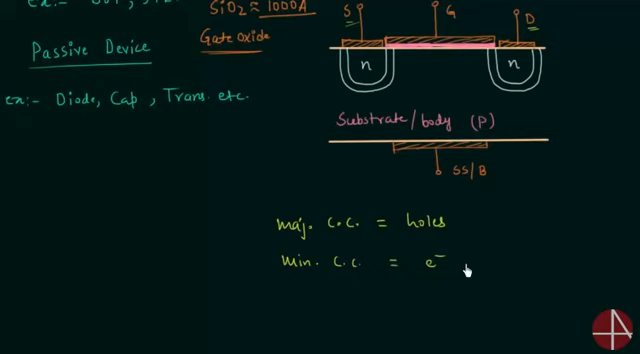 SiO2 ≈ 1000A
Gate oxide
Passive Device
ex:- Diode, Cap, Trans. etc.
S
G
D
n
n
Substrate/body (P)
SS/B
maj. c.c. = holes
min. c.c. = e⁻